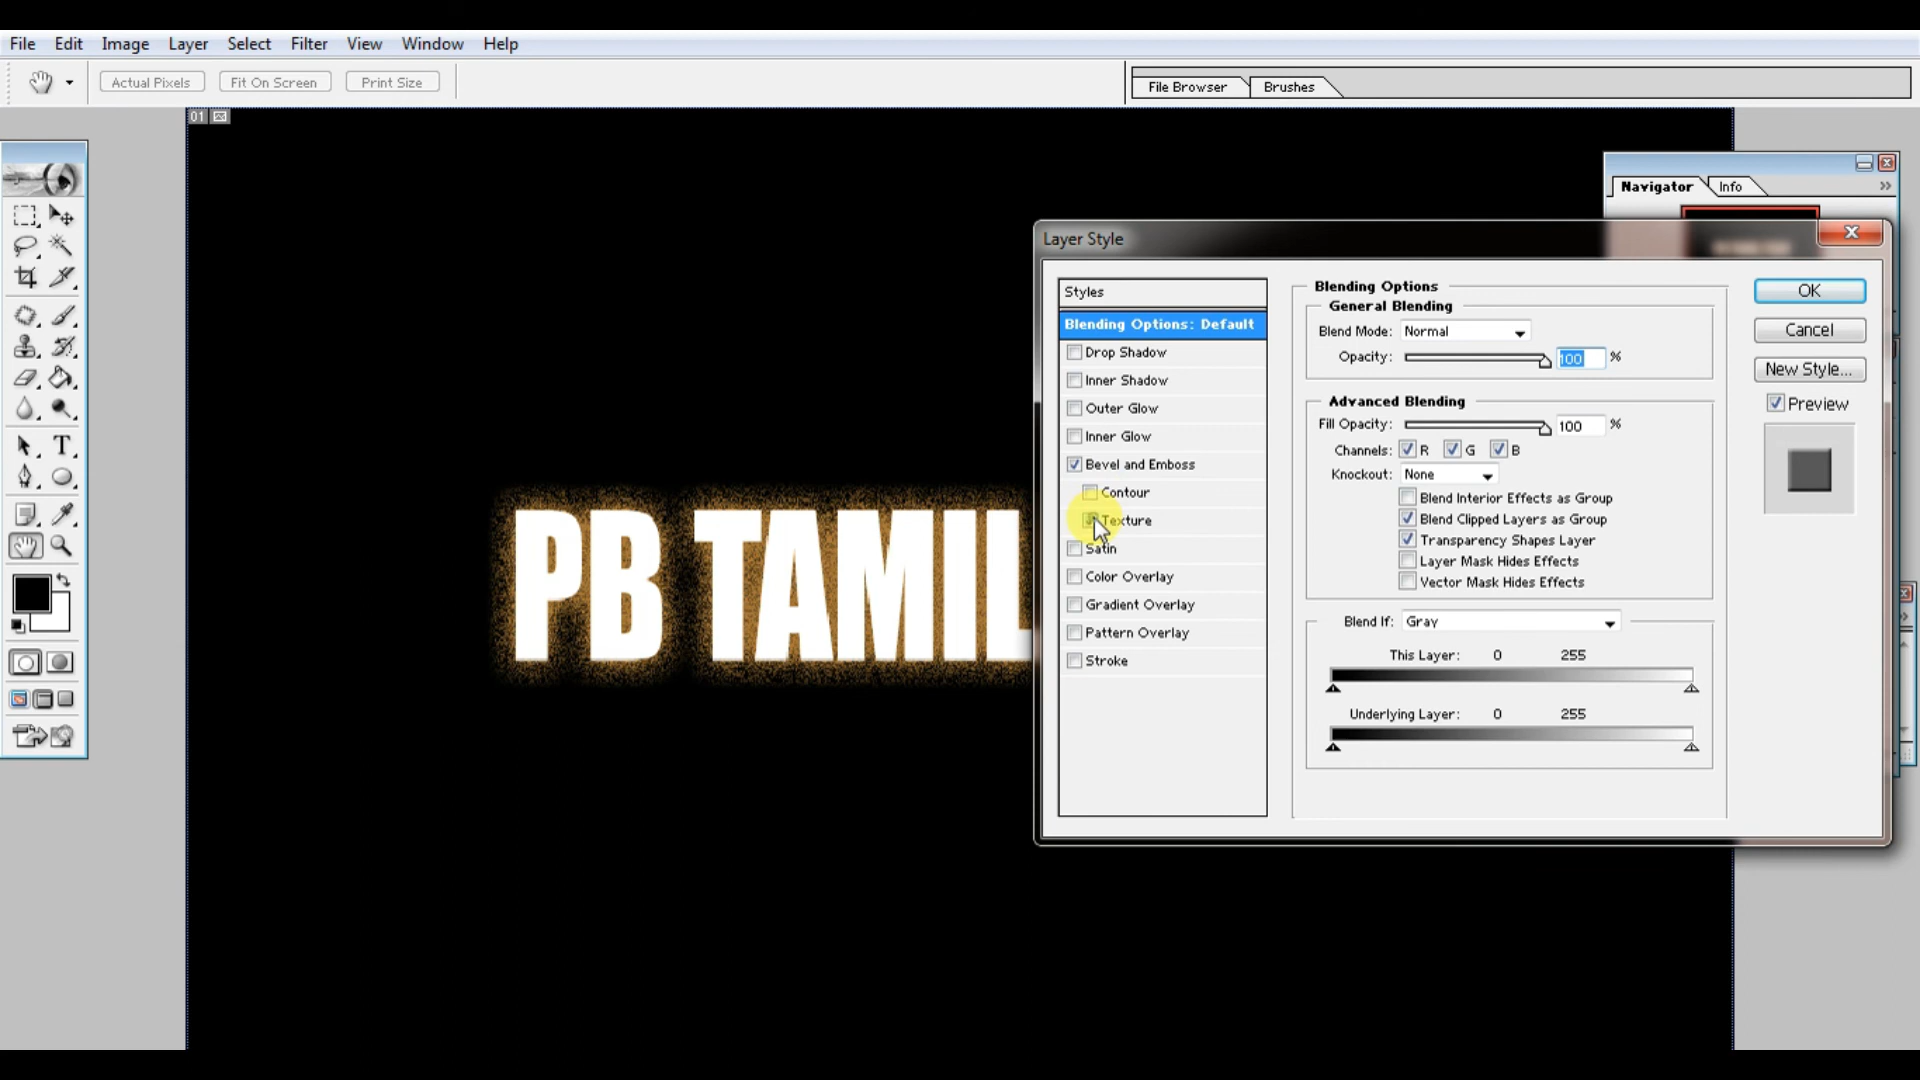 File Edit Image Layer Select Filter View Window Help
Actual Pixels Fit On Screen Print Size File Browser Brushes
01
Navigator Info
PB TAMIL
Layer Style
Styles
Blending Options: Default
Drop Shadow
Inner Shadow
Outer Glow
Inner Glow
Bevel and Emboss
Contour
Texture
Satin
Color Overlay
Gradient Overlay
Pattern Overlay
Stroke
Blending Options
General Blending
Blend Mode: Normal
Opacity: 100 %
Advanced Blending
Fill Opacity: 100 %
Channels: R G B
Knockout: None
Blend Interior Effects as Group
Blend Clipped Layers as Group
Transparency Shapes Layer
Layer Mask Hides Effects
Vector Mask Hides Effects
Blend If: Gray
This Layer: 0 255
Underlying Layer: 0 255
OK
Cancel
New Style...
Preview